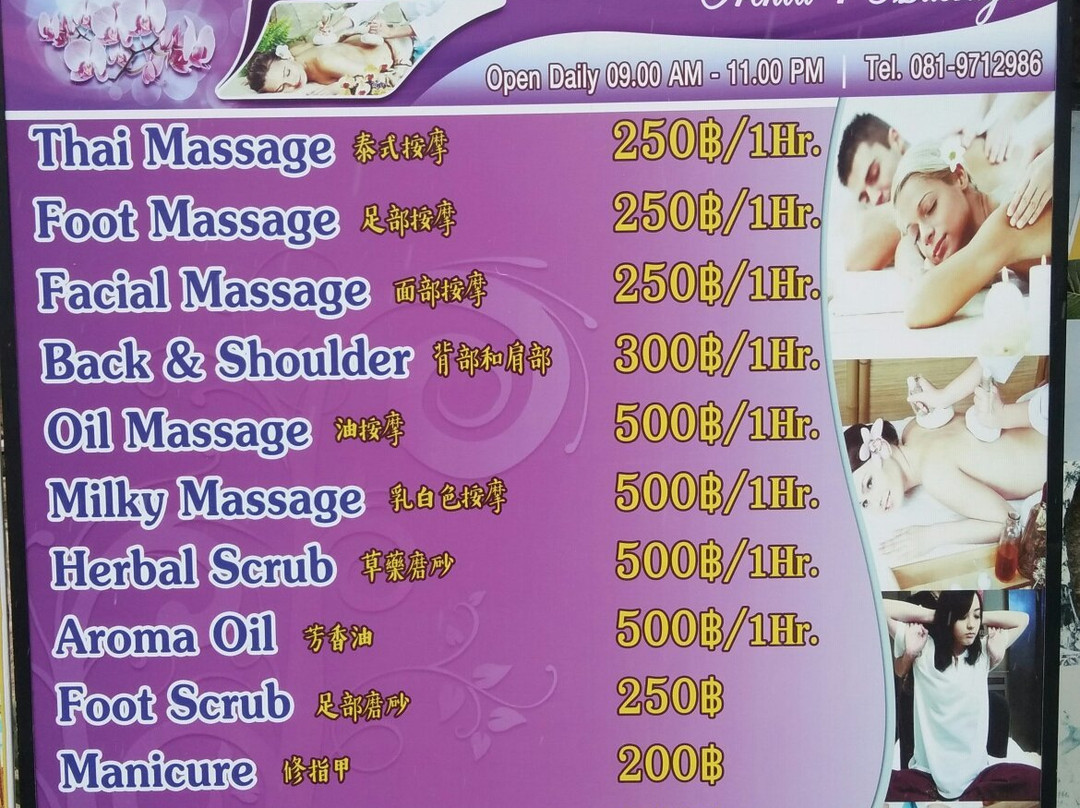 Open Daily 09.00 AM - 11.00 PM | Tel. 081-9712986
Thai Massage 泰式按摩 250฿/1Hr.
Foot Massage 足部按摩 250฿/1Hr.
Facial Massage 面部按摩 250฿/1Hr.
Back & Shoulder 背部和肩部 300฿/1Hr.
Oil Massage 油按摩 500฿/1Hr.
Milky Massage 乳白色按摩 500฿/1Hr.
Herbal Scrub 草藥磨砂 500฿/1Hr.
Aroma Oil 芳香油 500฿/1Hr.
Foot Scrub 足部磨砂 250฿
Manicure 修指甲 200฿